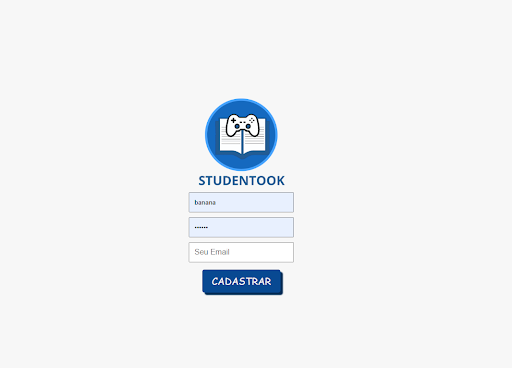 STUDENTOOK
banana
••••••
Seu Email
CADASTRAR